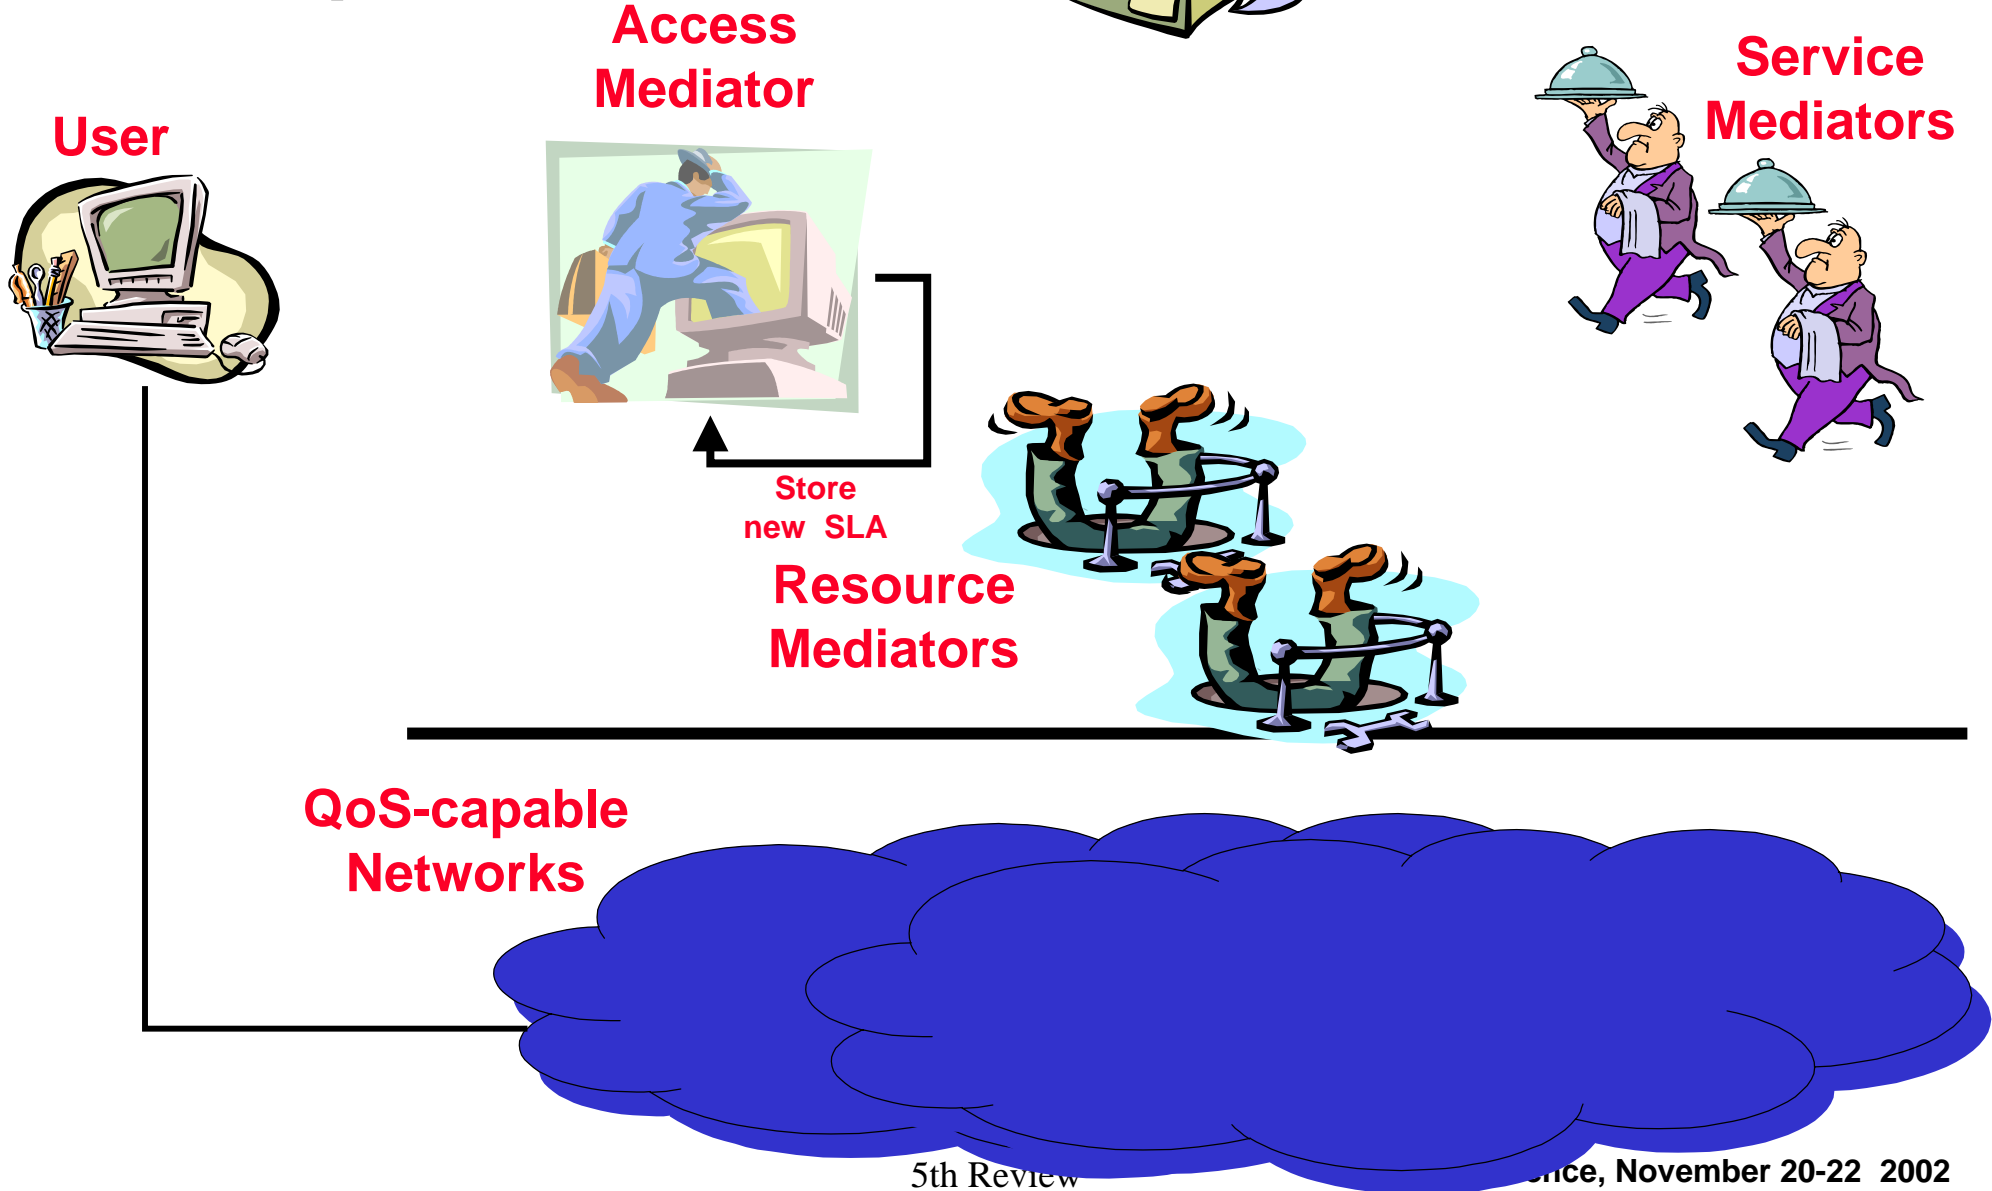 Access
Mediator
Service
Mediators
User
Store
new SLA
Resource
Mediators
QoS-capable
Networks
5th Review
November 20-22 2002